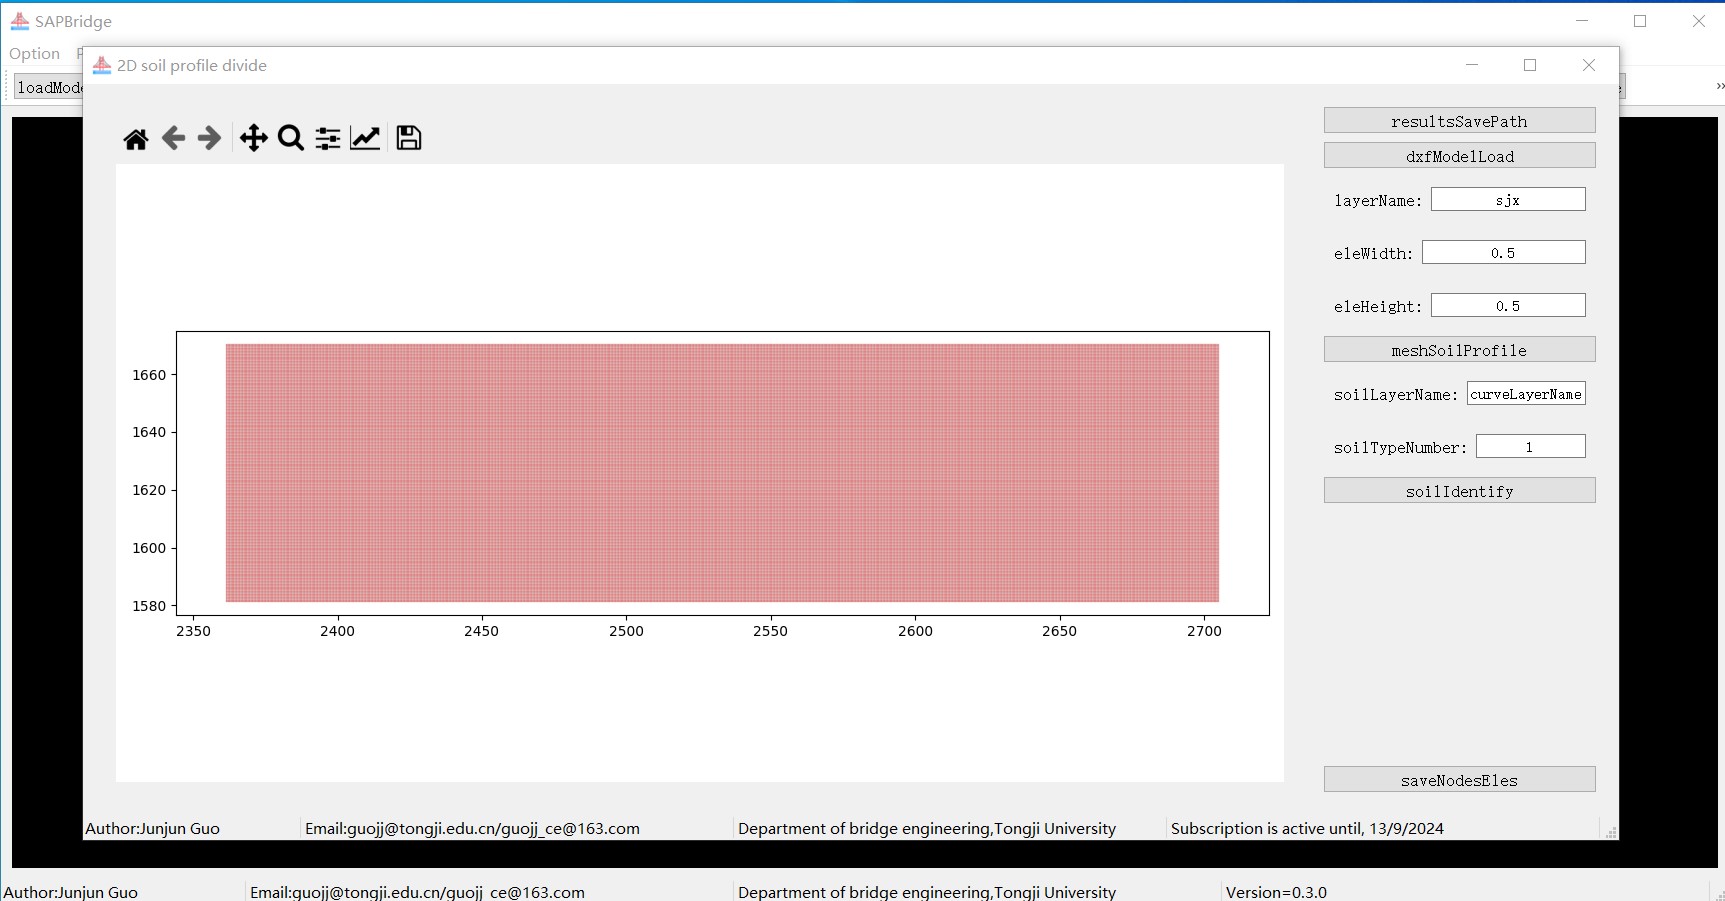 SAPBridge
Option
2D soil profile divide
loadMode
resultsSavePath
dxfModelLoad
layerName: sjx
eleWidth: 0.5
eleHeight: 0.5
meshSoilProfile
soilLayerName: curveLayerName
soilTypeNumber: 1
soilIdentify
saveNodesEles
1660
1640
1620
1600
1580
2350 2400 2450 2500 2550 2600 2650 2700
Author:Junjun Guo Email:guojj@tongji.edu.cn/guojj_ce@163.com Department of bridge engineering,Tongji University Subscription is active until, 13/9/2024
Author:Junjun Guo Email:guojj@tongji.edu.cn/guojj_ce@163.com Department of bridge engineering,Tongji University Version=0.3.0